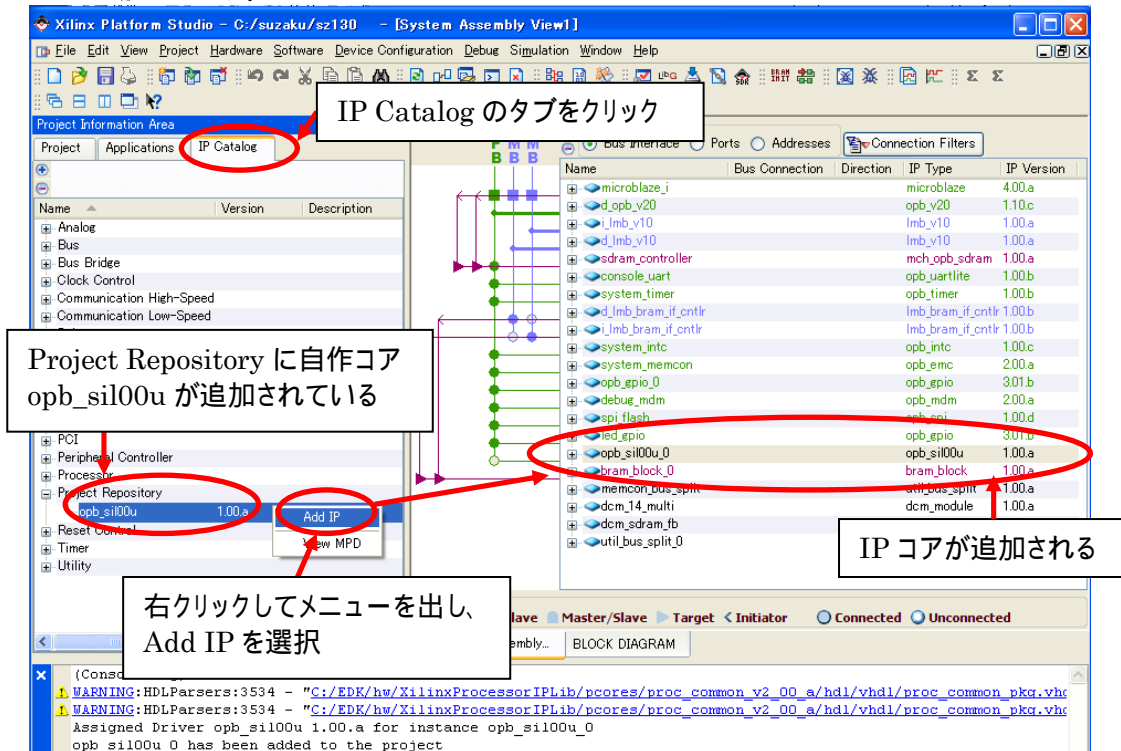 Xilinx Platform Studio - C:/suzaku/sz130 - [System Assembly View1]
File Edit View Project Hardware Software Device Configuration Debug Simulation Window Help
IP Catalog のタブをクリック
Project Information Area
Project Applications IP Catalog
Bus Interface Ports Addresses Connection Filters
B B B
Name Version Description
Analog
Bus
Bus Bridge
Clock Control
Communication High-Speed
Communication Low-Speed
Project Repository に自作コア
opb_sil00u が追加されている
PCI
Peripheral Controller
Processor
Project Repository
opb_sil00u 1.00.a
Reset Control
Timer
Utility
Add IP
View MPD
右クリックしてメニューを出し、
Add IP を選択
Name Bus Connection Direction IP Type IP Version
microblaze_i microblaze 4.00.a
d_opb_v20 opb_v20 1.10.c
i_lmb_v10 lmb_v10 1.00.a
d_lmb_v10 lmb_v10 1.00.a
sdram_controller mch_opb_sdram 1.00.a
console_uart opb_uartlite 1.00.b
system_timer opb_timer 1.00.b
d_lmb_bram_if_cntlr lmb_bram_if_cntlr 1.00.b
i_lmb_bram_if_cntlr lmb_bram_if_cntlr 1.00.b
system_intc opb_intc 1.00.c
system_memcon opb_emc 2.00.a
opb_gpio_0 opb_gpio 3.01.b
debug_mdm opb_mdm 2.00.a
spi_flash opb_spi 1.00.d
led_gpio opb_gpio 3.01.b
opb_sil00u_0 opb_sil00u 1.00.a
bram_block_0 bram_block 1.00.a
memcon_bus_split util_bus_split 1.00.a
dcm_14_multi dcm_module 1.00.a
dcm_sdram_fb
util_bus_split_0
IP コアが追加される
lave Master/Slave Target Initiator Connected Unconnected
embly... BLOCK DIAGRAM
WARNING:HDLParsers:3534 - "C:/EDK/hw/XilinxProcessorIPLib/pcores/proc_common_v2_00_a/hdl/vhdl/proc_common_pkg.vhd
WARNING:HDLParsers:3534 - "C:/EDK/hw/XilinxProcessorIPLib/pcores/proc_common_v2_00_a/hdl/vhdl/proc_common_pkg.vhd
Assigned Driver opb_sil00u 1.00.a for instance opb_sil00u_0
opb_sil00u_0 has been added to the project